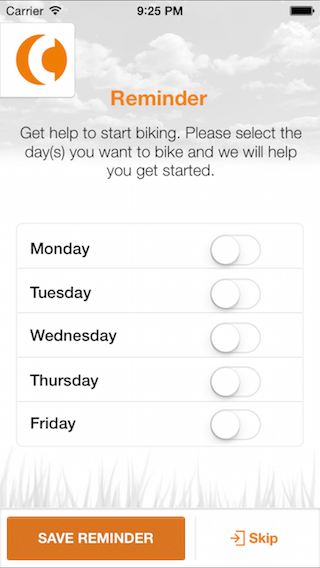 Carrier 9:25 PM
Reminder
Get help to start biking. Please select the
day(s) you want to bike and we will help
you get started.
Monday
Tuesday
Wednesday
Thursday
Friday
SAVE REMINDER Skip